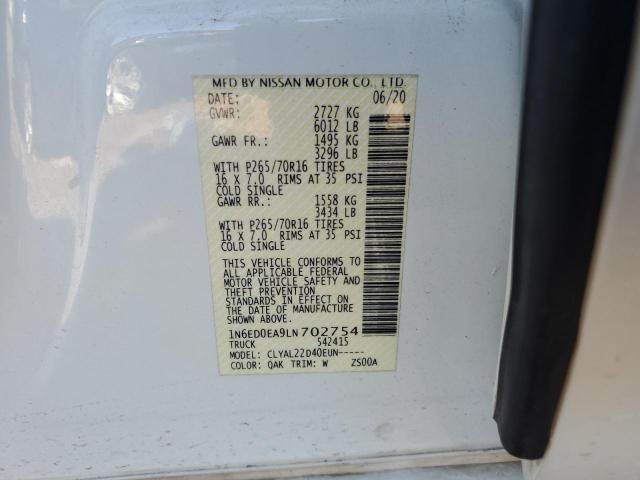 MFD BY NISSAN MOTOR CO., LTD.
DATE: 06/20
GVWR: 2727 KG
6012 LB
GAWR FR.: 1495 KG
3296 LB
WITH P265/70R16 TIRES
16 X 7.0 RIMS AT 35 PSI
COLD SINGLE
GAWR RR.: 1558 KG
3434 LB
WITH P265/70R16 TIRES
16 X 7.0 RIMS AT 35 PSI
COLD SINGLE
THIS VEHICLE CONFORMS TO
ALL APPLICABLE FEDERAL
MOTOR VEHICLE SAFETY AND
THEFT PREVENTION
STANDARDS IN EFFECT ON
THE DATE OF MANUFACTURE
SHOWN ABOVE.
1N6ED0EA9LN702754
TRUCK 542415
MODEL: CLYAL22D40EUN-----
COLOR: QAK TRIM: W ZS00A